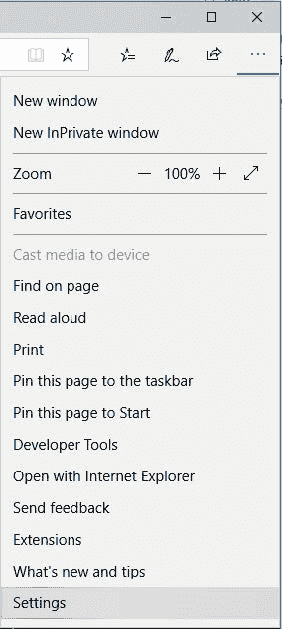 New window
New InPrivate window
Zoom — 100% +
Favorites
Cast media to device
Find on page
Read aloud
Print
Pin this page to the taskbar
Pin this page to Start
Developer Tools
Open with Internet Explorer
Send feedback
Extensions
What's new and tips
Settings